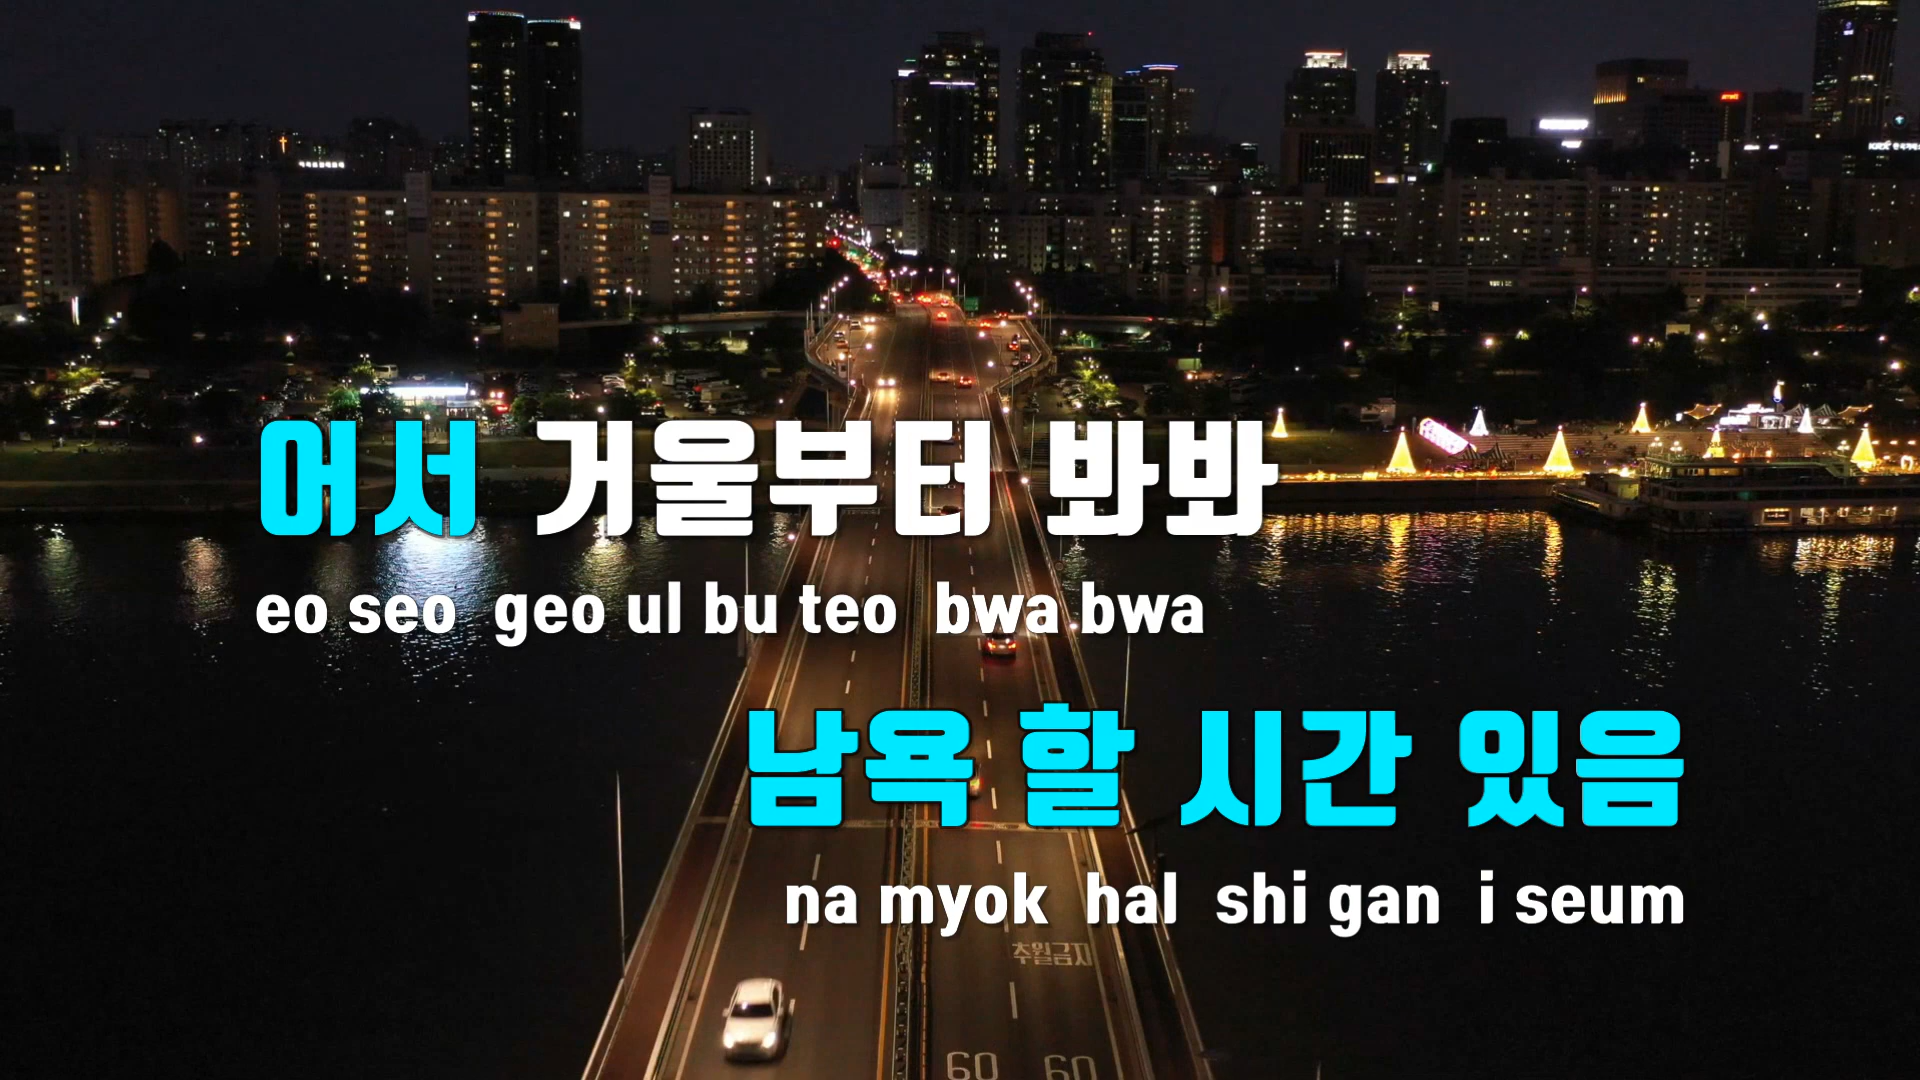 어서 거울부터 봐봐
eo seo geo ul bu teo bwa bwa
남욕 할 시간 있음
na myok hal shi gan i seum
추월금지
60 60